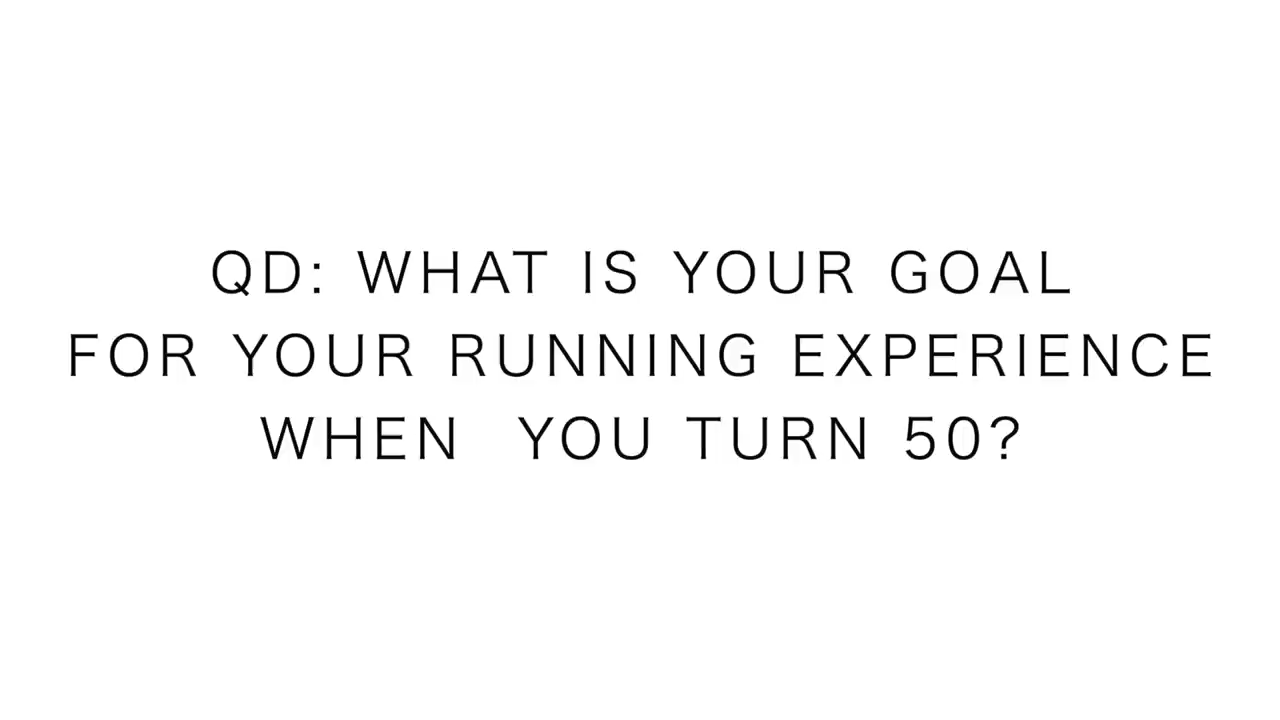 QD: WHAT IS YOUR GOAL
FOR YOUR RUNNING EXPERIENCE
WHEN  YOU TURN 50?